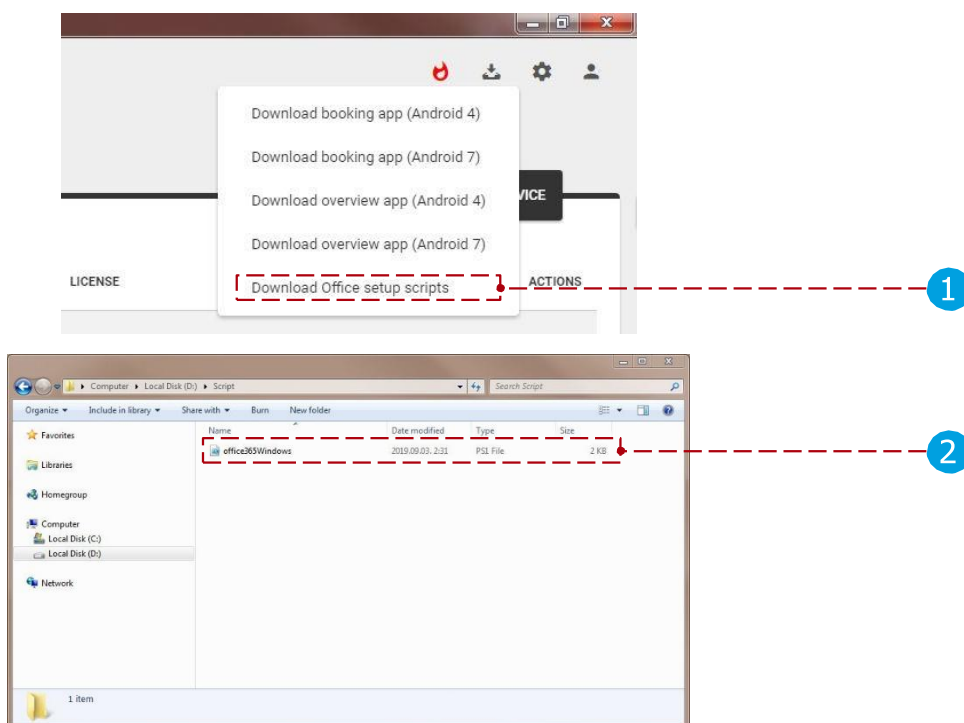 Download booking app (Android 4)
Download booking app (Android 7)
VICE
Download overview app (Android 4)
Download overview app (Android 7)
LICENSE
Download Office setup scripts
ACTIONS
1
Computer ▸ Local Disk (D:) ▸ Script
Search Script
Organize Include in library Share with Burn New folder
Name Date modified Type Size
Favorites
office365Windows 2019.09.03. 2:31 PS1 File 2 KB
2
Libraries
Homegroup
Computer
Local Disk (C:)
Local Disk (D:)
Network
1 item